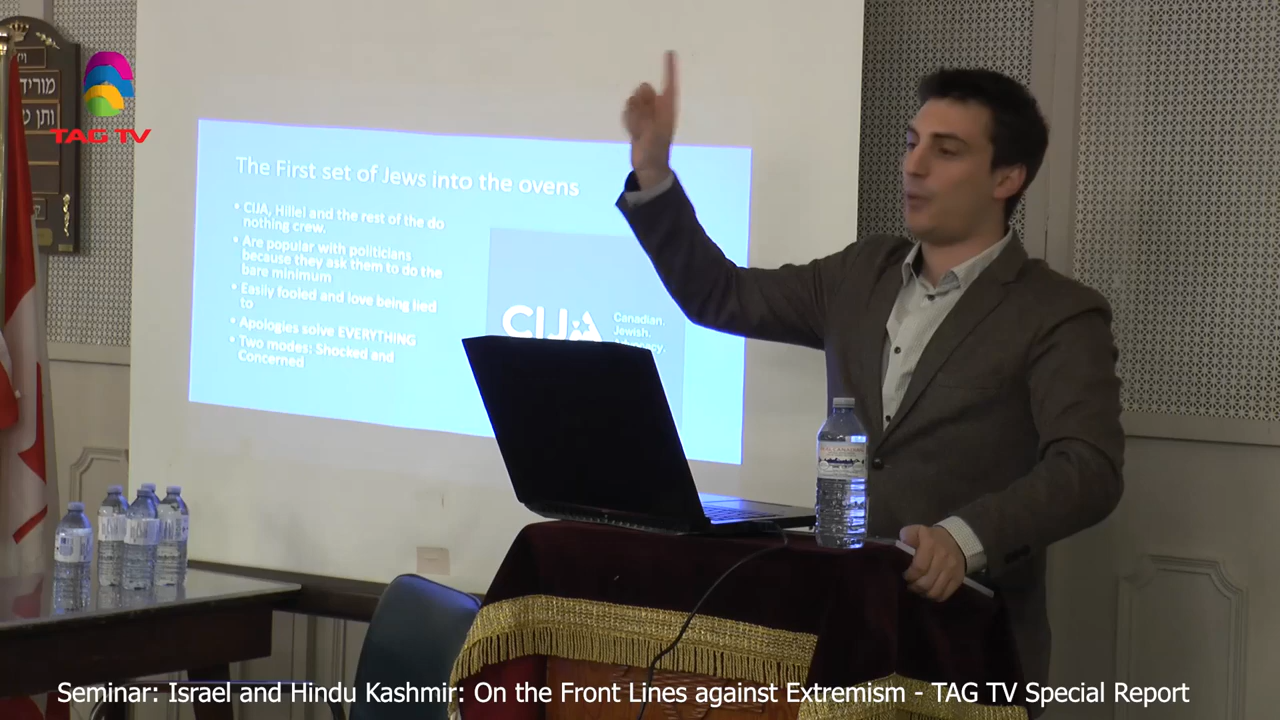 TAG TV
מוריד
The First set of Jews into the ovens
• CIJA, Hillel and the rest of the do
nothing crew.
• Are popular with politicians
because they ask them to do the
bare minimum
• Easily fooled and love being lied
to
• Apologies solve EVERYTHING
• Two modes: Shocked and
Concerned
CIJA
Canadian.
Jewish.
Advocacy.
Seminar: Israel and Hindu Kashmir: On the Front Lines against Extremism - TAG TV Special Report